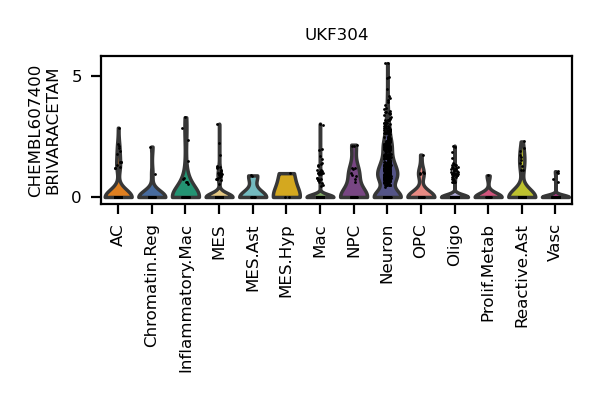 UKF304
CHEMBL607400
BRIVARACETAM
5
0
AC
Chromatin.Reg
Inflammatory.Mac
MES
MES.Ast
MES.Hyp
Mac
NPC
Neuron
OPC
Oligo
Prolif.Metab
Reactive.Ast
Vasc